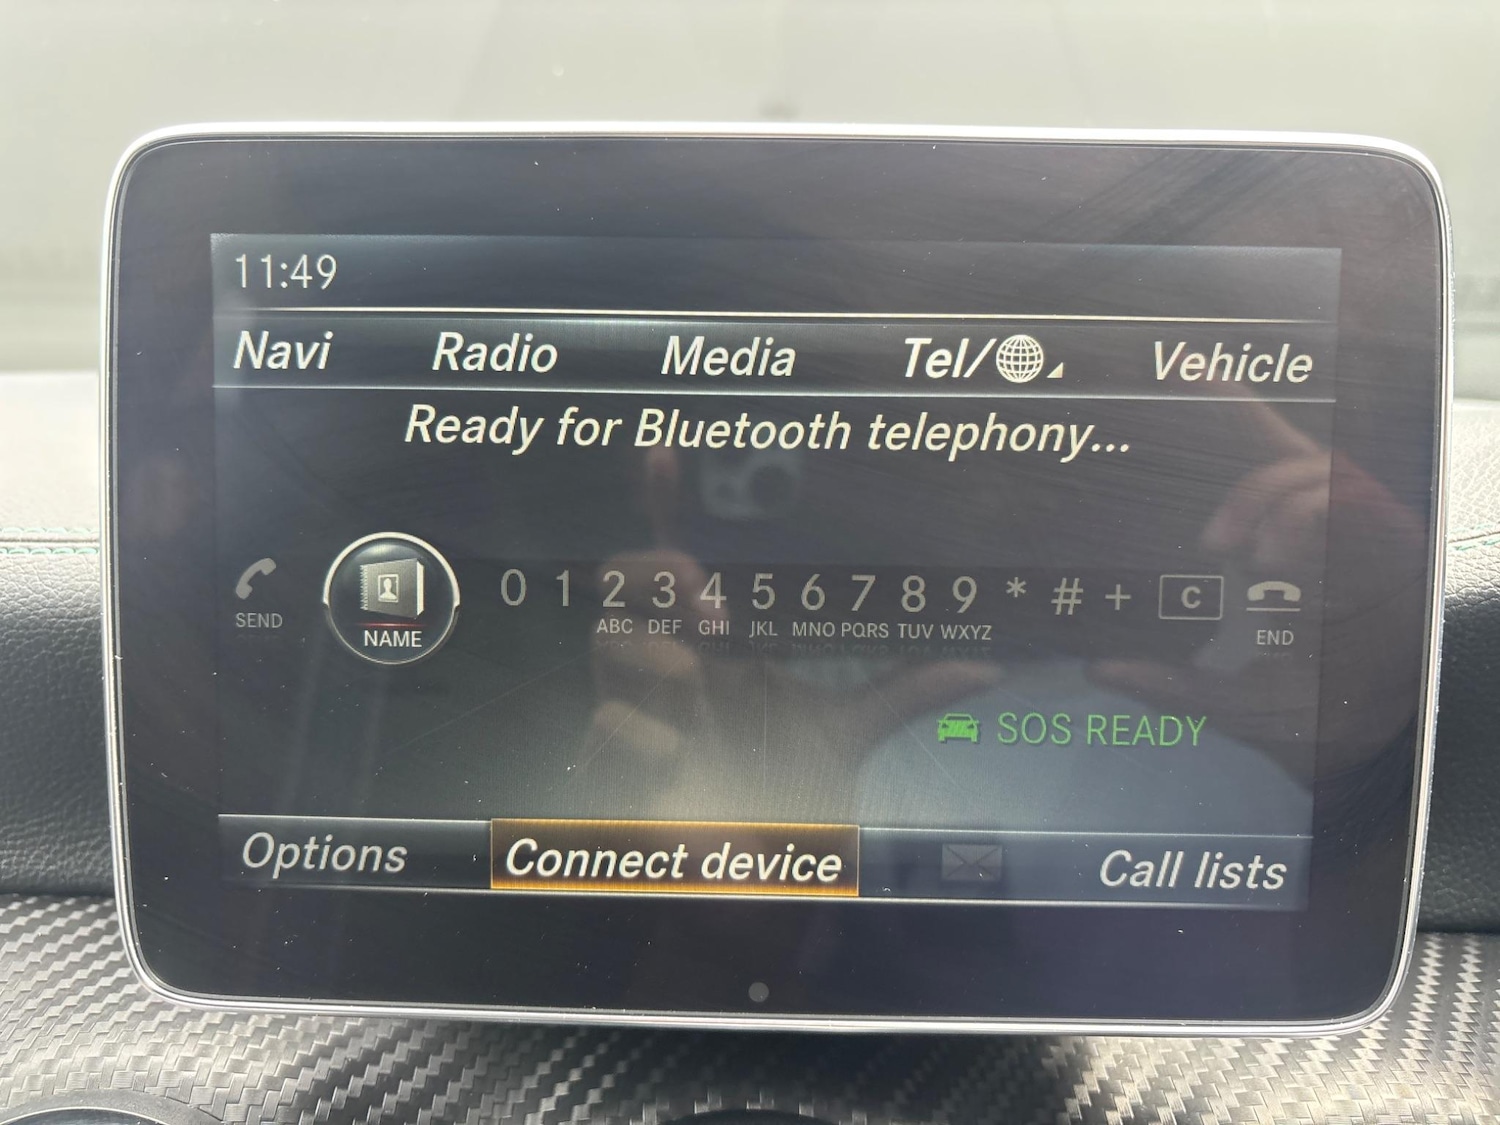 11:49
Navi Radio Media Tel/ Vehicle
Ready for Bluetooth telephony...
0 1 2 3 4 5 6 7 8 9 * # + C
SEND NAME ABC DEF GHI JKL MNO PQRS TUV WXYZ END
SOS READY
Options Connect device Call lists